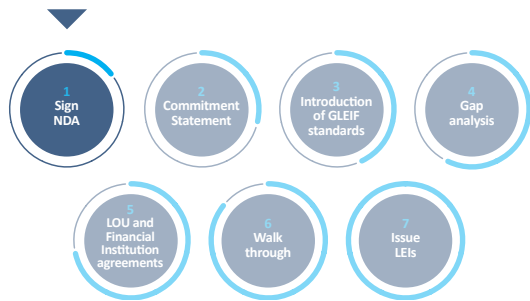 1
Sign
NDA
2
Commitment
Statement
3
Introduction
of GLEIF
standards
4
Gap
analysis
5
LOU and
Financial
Institution
agreements
6
Walk
through
7
Issue
LEIs